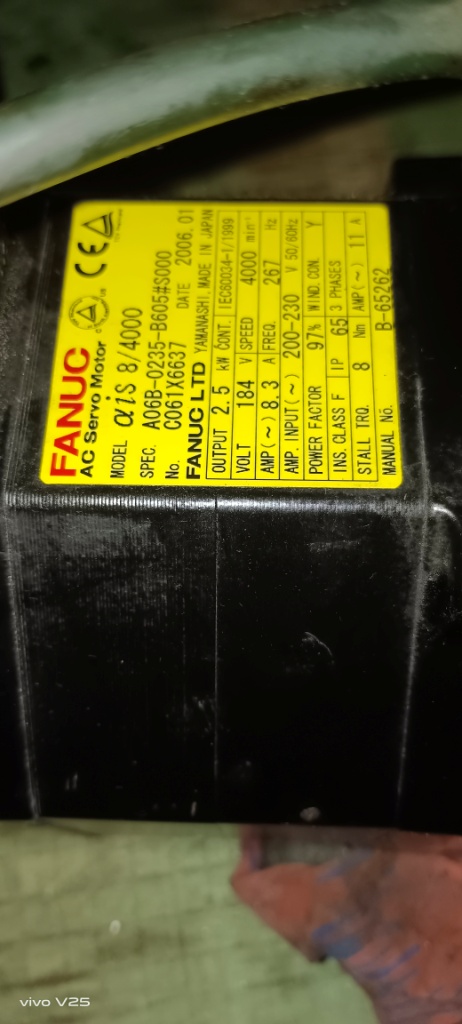 FANUC
AC Servo Motor
CE
MODEL αiS 8/4000
SPEC. A06B-0235-B605#S000
No. C061X6637 DATE 2006.01
FANUC LTD YAMANASHI, MADE IN JAPAN
OUTPUT 2.5 kW CONT. IEC60034-1/1999
VOLT 184 V SPEED 4000 min⁻¹
AMP(~) 8.3 A FREQ. 267 Hz
AMP. INPUT(~) 200-230 V 50/60Hz
POWER FACTOR 97% WIND.CON. Y
INS.CLASS F IP 65 3 PHASES
STALL TRQ. 8 Nm AMP(~) 11 A
MANUAL No. B-65262
vivo V25